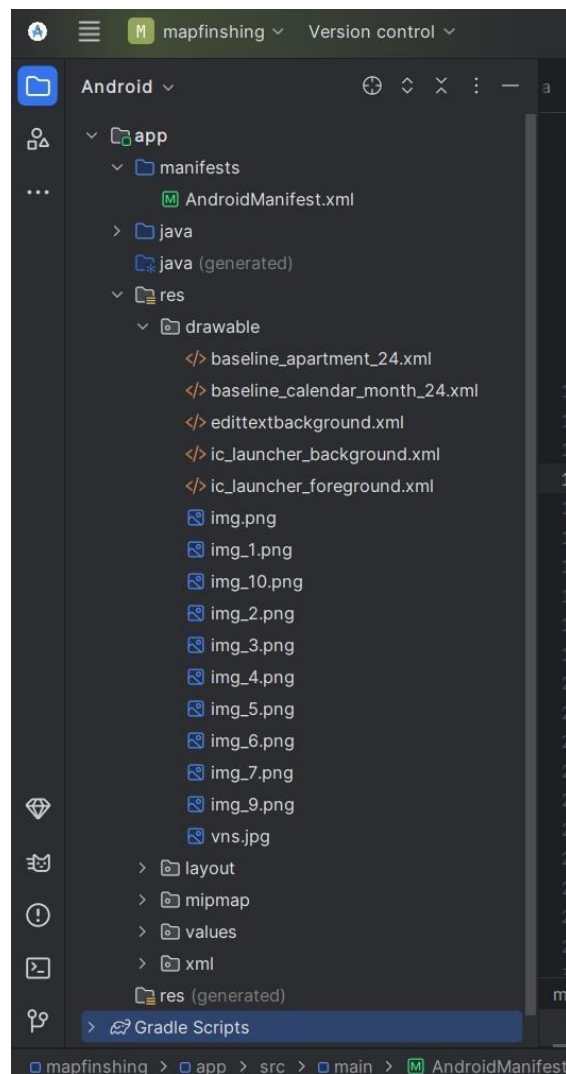 M mapfinshing Version control
Android
app
manifests
AndroidManifest.xml
java
java (generated)
res
drawable
baseline_apartment_24.xml
baseline_calendar_month_24.xml
edittextbackground.xml
ic_launcher_background.xml
ic_launcher_foreground.xml
img.png
img_1.png
img_10.png
img_2.png
img_3.png
img_4.png
img_5.png
img_6.png
img_7.png
img_9.png
vns.jpg
layout
mipmap
values
xml
res (generated)
Gradle Scripts
mapfinshing > app > src > main > AndroidManifest